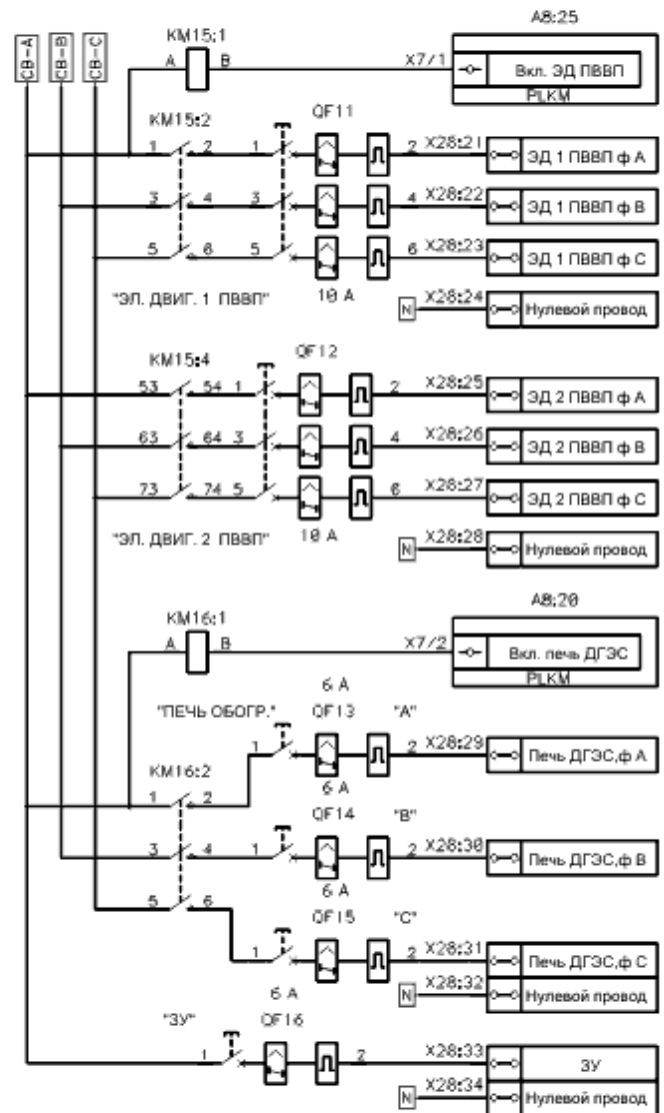 A8:25
СВ-А СВ-В СВ-С
КМ15:1
А В Х7/1 Вкл. ЭД ПВВП
PLKM
КМ15:2 QF11
1 2 1 2 Х28:21 ЭД 1 ПВВП ф А
3 4 3 4 Х28:22 ЭД 1 ПВВП ф В
5 6 5 6 Х28:23 ЭД 1 ПВВП ф С
"ЭЛ. ДВИГ. 1 ПВВП" 10 А
N Х28:24 Нулевой провод
КМ15:4 QF12
53 54 1 2 Х28:25 ЭД 2 ПВВП ф А
63 64 3 4 Х28:26 ЭД 2 ПВВП ф В
73 74 5 6 Х28:27 ЭД 2 ПВВП ф С
"ЭЛ. ДВИГ. 2 ПВВП" 10 А
N Х28:28 Нулевой провод
А8:20
КМ16:1
А В Х7/2 Вкл. печь ДГЭС
PLKM
6 А
"ПЕЧЬ ОБОГР." QF13 "А"
1 2 Х28:29 Печь ДГЭС,ф А
КМ16:2 6 А
1 2 QF14 "В"
3 4 1 2 Х28:30 Печь ДГЭС,ф В
6 А
5 6 QF15 "С"
1 2 Х28:31 Печь ДГЭС,ф С
6 А N Х28:32 Нулевой провод
"ЗУ" QF16
1 2 Х28:33 ЗУ
N Х28:34 Нулевой провод